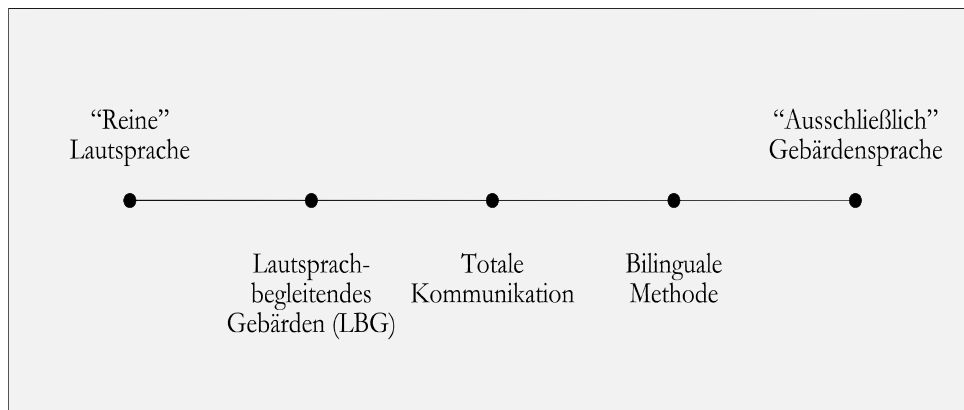 “Reine”
Lautsprache
“Ausschließlich”
Gebärdensprache
Lautsprach-
begleitendes
Gebärden (LBG)
Totale
Kommunikation
Bilinguale
Methode